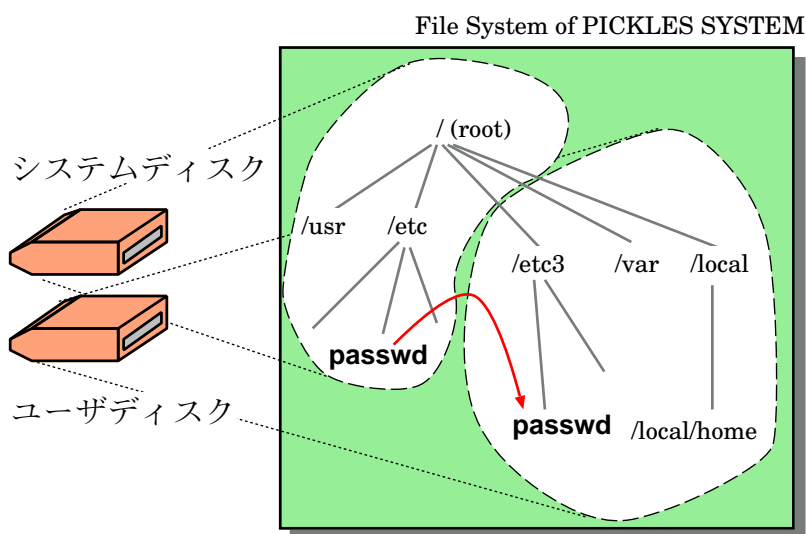 File System of PICKLES SYSTEM
/ (root)
システムディスク
/usr /etc
/etc3 /var /local
passwd
ユーザディスク
passwd /local/home